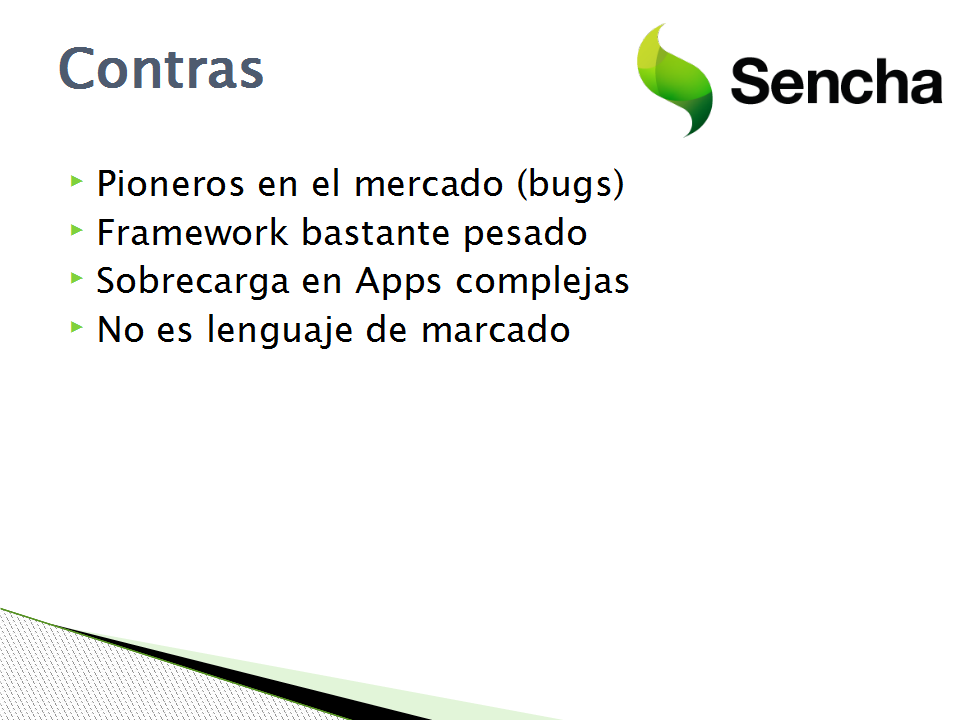 Contras
Sencha
Pioneros en el mercado (bugs)
Framework bastante pesado
Sobrecarga en Apps complejas
No es lenguaje de marcado